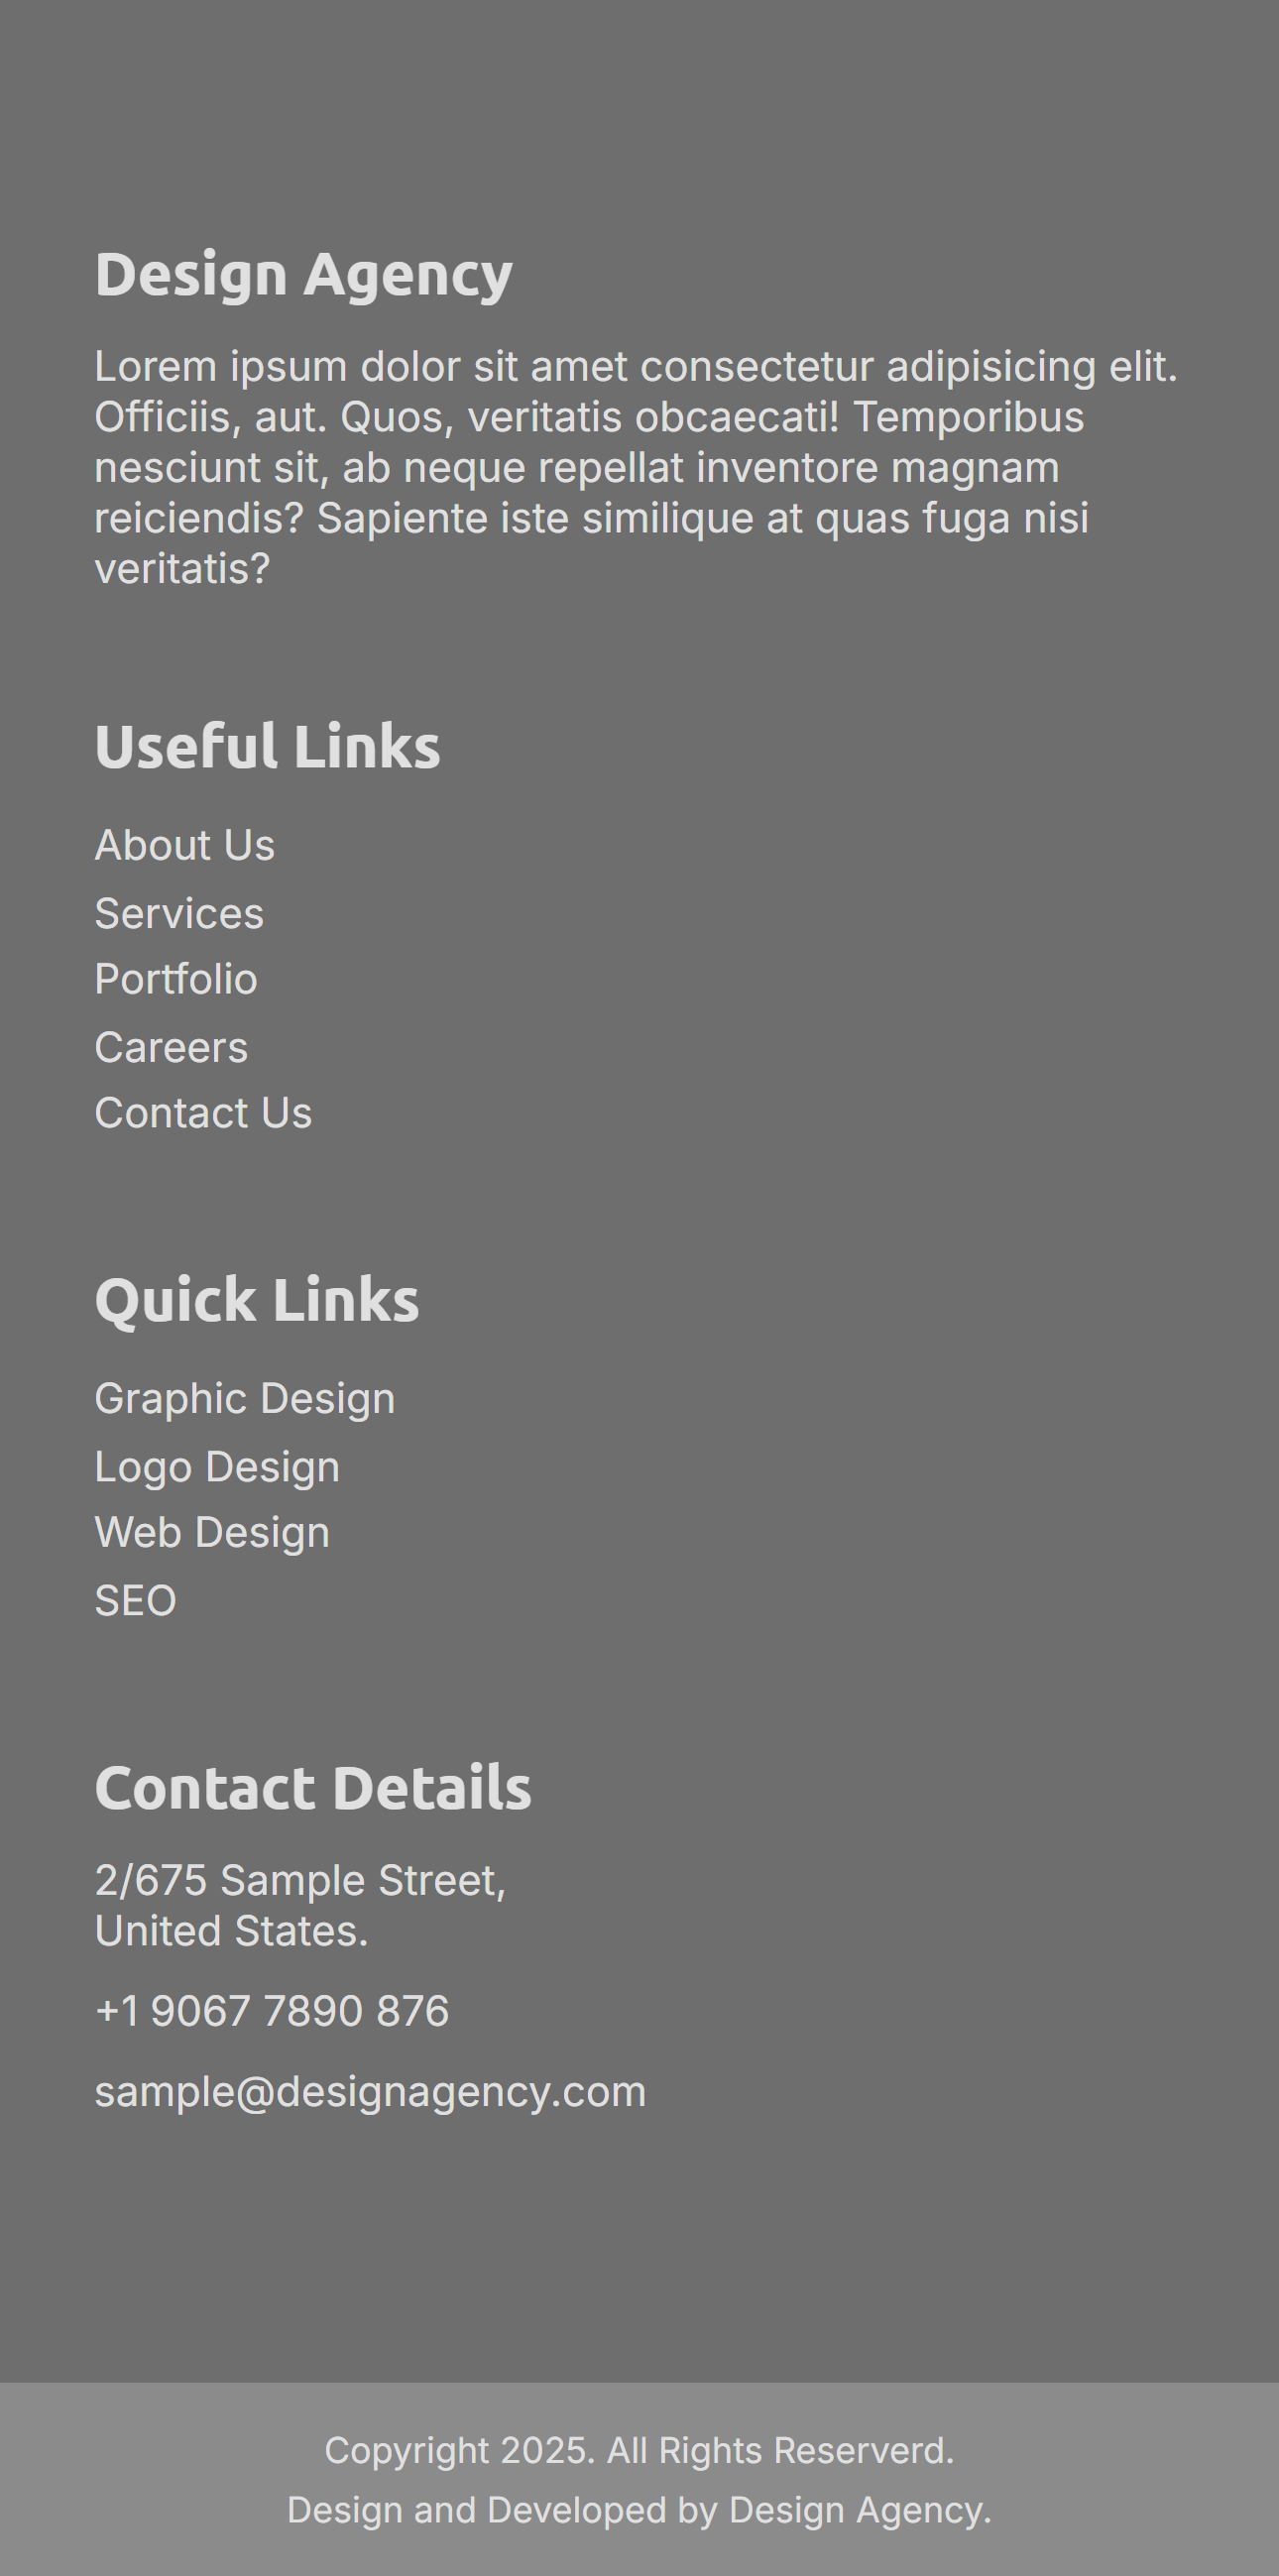 Design Agency
Lorem ipsum dolor sit amet consectetur adipisicing elit.
Officiis, aut. Quos, veritatis obcaecati! Temporibus
nesciunt sit, ab neque repellat inventore magnam
reiciendis? Sapiente iste similique at quas fuga nisi
veritatis?
Useful Links
About Us
Services
Portfolio
Careers
Contact Us
Quick Links
Graphic Design
Logo Design
Web Design
SEO
Contact Details
2/675 Sample Street,
United States.
+1 9067 7890 876
sample@designagency.com
Copyright 2025. All Rights Reserverd.
Design and Developed by Design Agency.